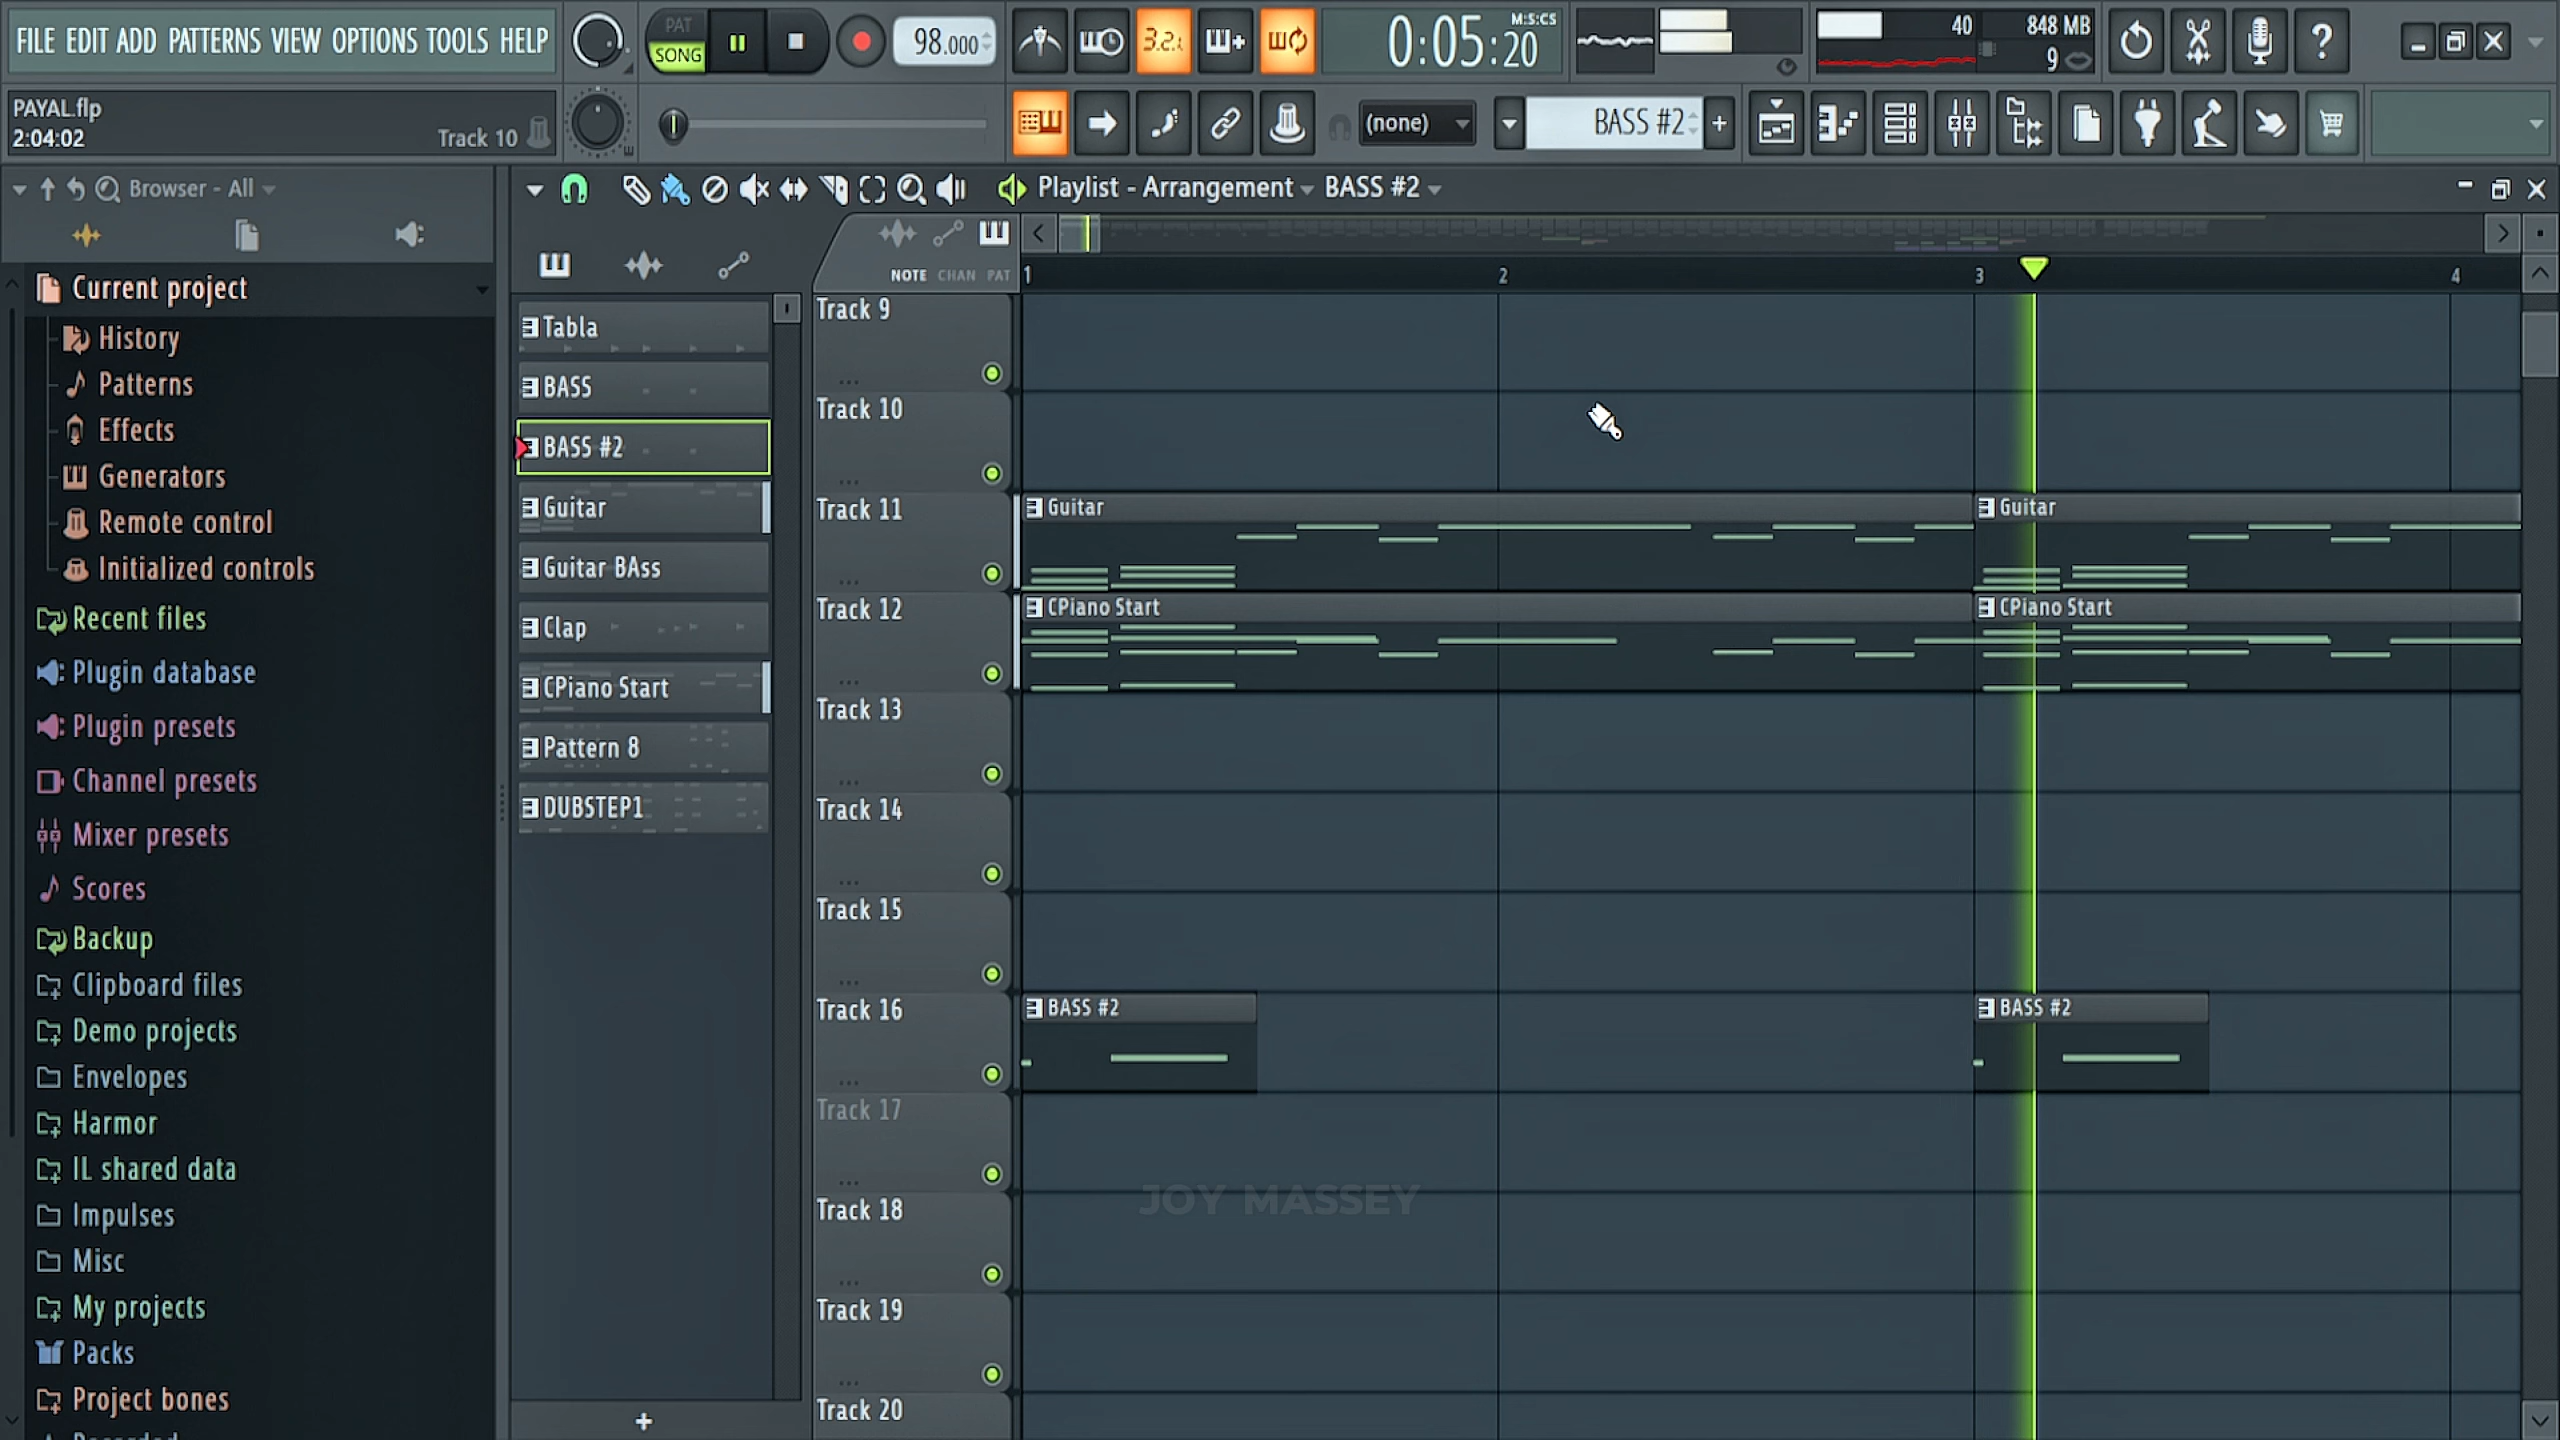 FILE EDIT ADD PATTERNS VIEW OPTIONS TOOLS HELP
PAT
SONG
98.000
3.2.
0:05:20
M:S:CS
40
848 MB
9
PAYAL.flp
2:04:02
Track 10
(none)
BASS #2
Browser - All
Playlist - Arrangement
BASS #2
NOTE CHAN PAT
1
2
3
4
Current project
History
Patterns
Effects
Generators
Remote control
Initialized controls
Recent files
Plugin database
Plugin presets
Channel presets
Mixer presets
Scores
Backup
Clipboard files
Demo projects
Envelopes
Harmor
IL shared data
Impulses
Misc
My projects
Packs
Project bones
Tabla
BASS
BASS #2
Guitar
Guitar BAss
Clap
CPiano Start
Pattern 8
DUBSTEP1
+
Track 9
Track 10
Track 11
Guitar
Guitar
Track 12
CPiano Start
CPiano Start
Track 13
Track 14
Track 15
Track 16
BASS #2
BASS #2
Track 17
Track 18
Track 19
Track 20
JOY MASSEY